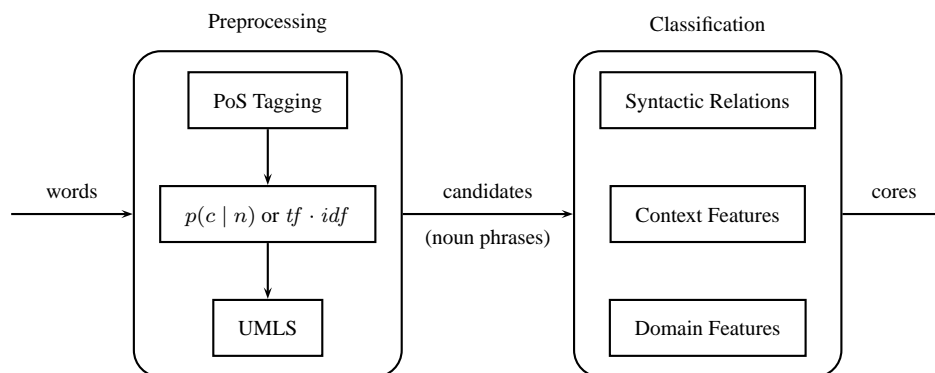 Preprocessing
PoS Tagging
p(c | n) or tf · idf
UMLS
words
candidates
(noun phrases)
Classification
Syntactic Relations
Context Features
Domain Features
cores